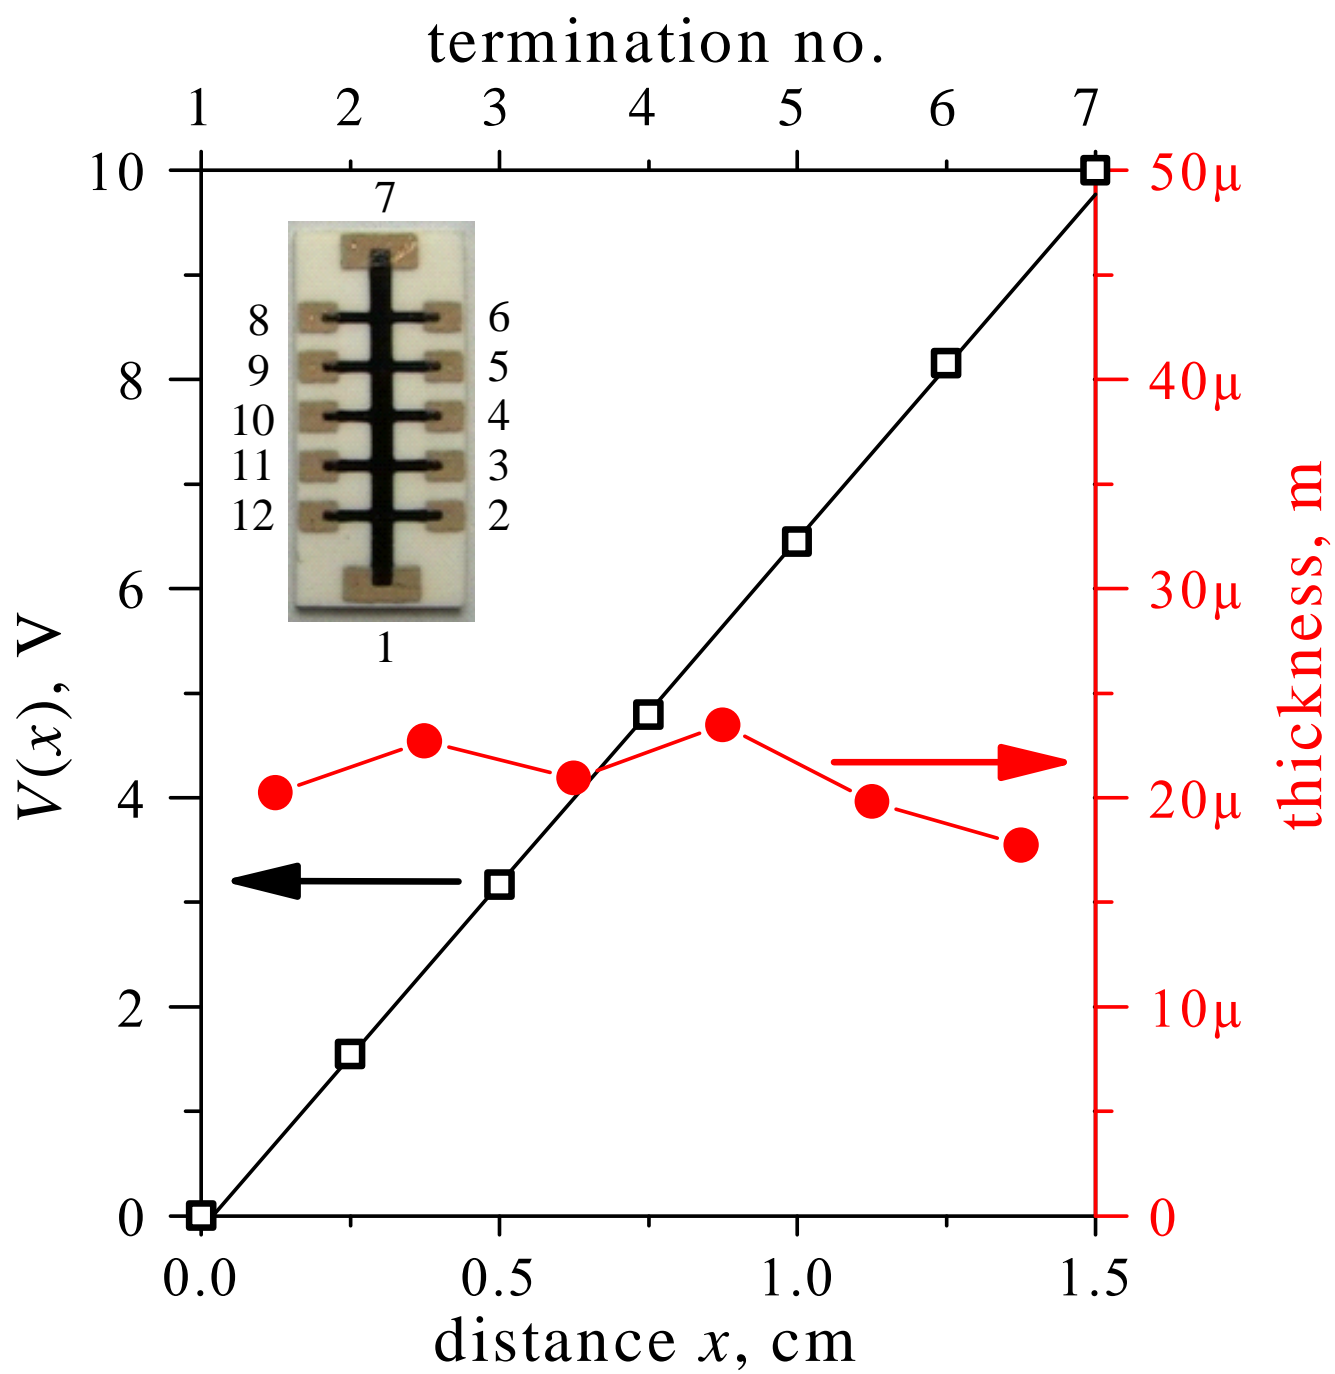 termination no.
1 2 3 4 5 6 7
10 50μ
7
8 6
9 5
8 40μ
10 4
11 3
12 2
6 30μ
1
V(x), V
thickness, m
4 20μ
2 10μ
0 0
0.0 0.5 1.0 1.5
distance x, cm